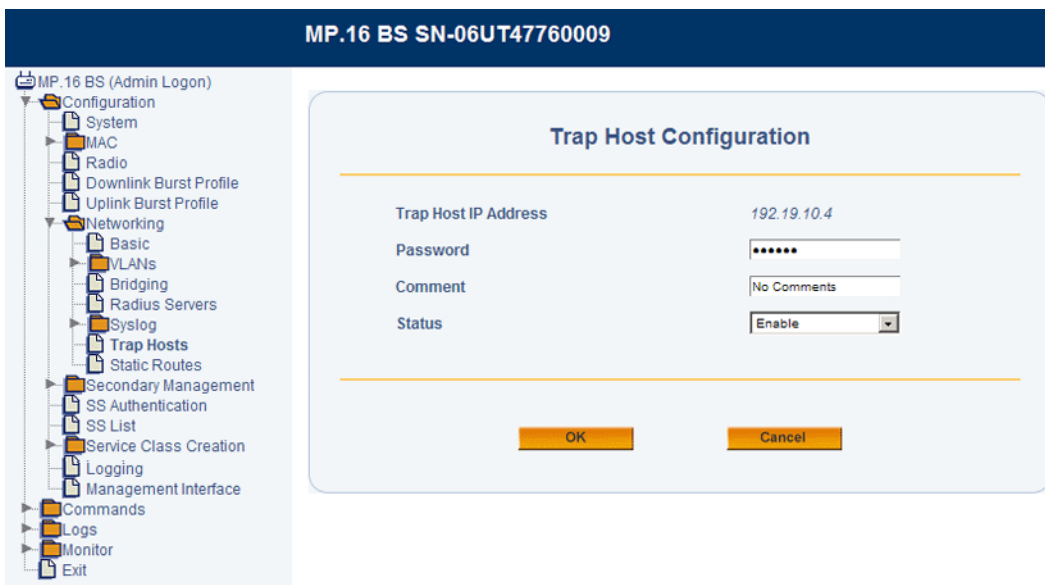 MP.16 BS SN-06UT47760009
MP.16 BS (Admin Logon)
Configuration
System
MAC
Radio
Downlink Burst Profile
Uplink Burst Profile
Networking
Basic
VLANs
Bridging
Radius Servers
Syslog
Trap Hosts
Static Routes
Secondary Management
SS Authentication
SS List
Service Class Creation
Logging
Management Interface
Commands
Logs
Monitor
Exit
Trap Host Configuration
Trap Host IP Address 192.19.10.4
Password ••••••
Comment No Comments
Status Enable
OK Cancel